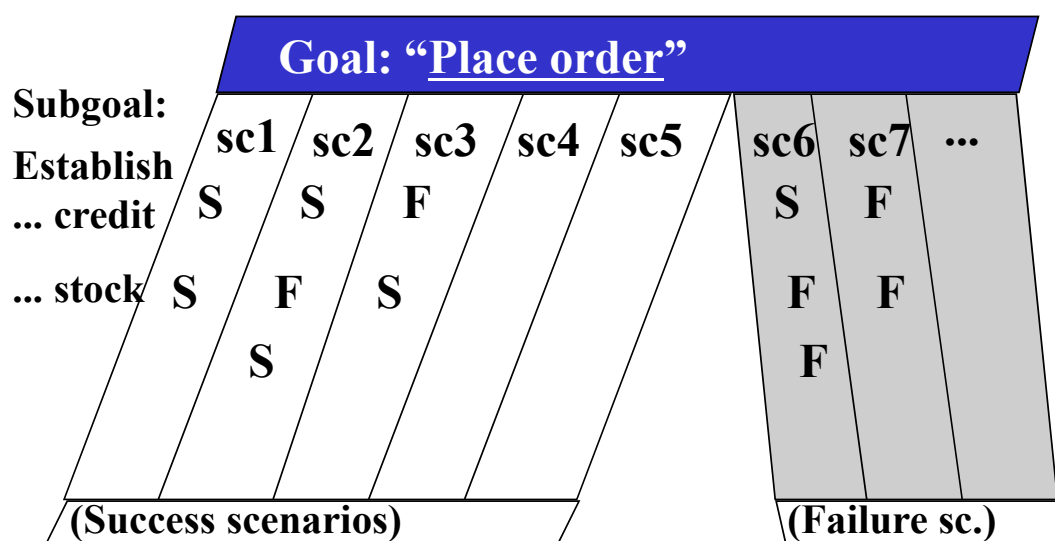 Goal: “Place order”
Subgoal:
sc1 sc2 sc3 sc4 sc5 sc6 sc7 ...
Establish
... credit S S F S F
... stock S F S F F
S F
(Success scenarios) (Failure sc.)